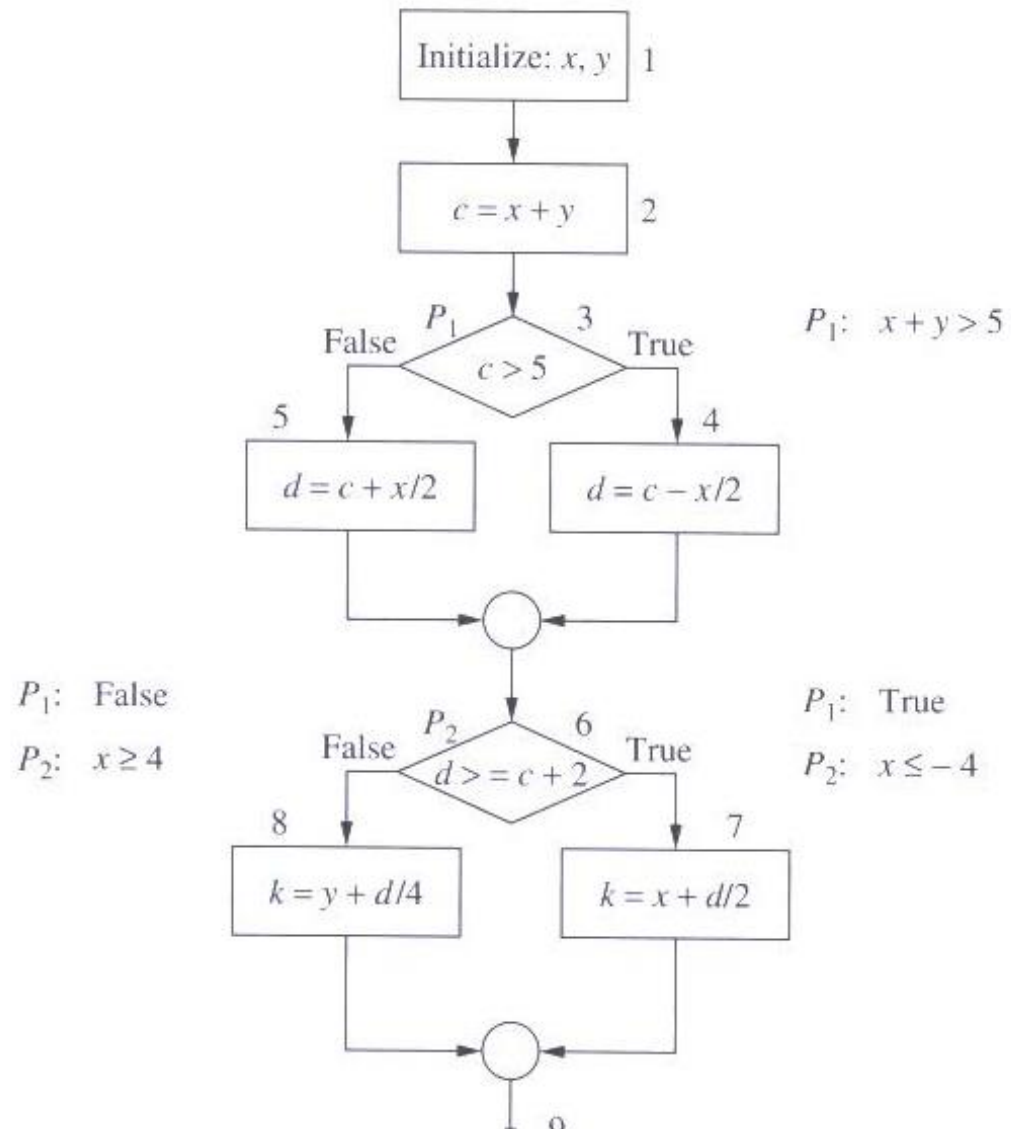 Initialize: x, y 1
c = x + y 2
P₁ 3
False True
c > 5
P₁: x + y > 5
5 4
d = c + x/2 d = c − x/2
P₁: False P₁: True
P₂: x ≥ 4 P₂: x ≤ − 4
P₂ 6
False True
d > = c + 2
8 7
k = y + d/4 k = x + d/2